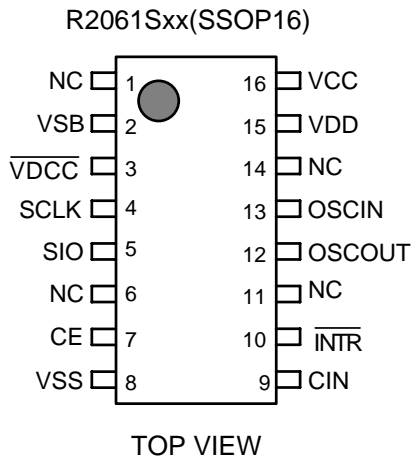 R2061Sxx(SSOP16)
NC 1 16 VCC
VSB 2 15 VDD
VDCC 3 14 NC
SCLK 4 13 OSCIN
SIO 5 12 OSCOUT
NC 6 11 NC
CE 7 10 INTR
VSS 8 9 CIN
TOP VIEW